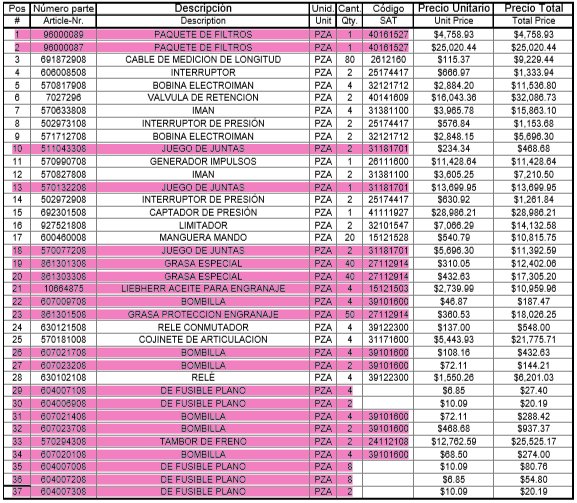 Pos Número parte Descripción Unid. Cant. Código Precio Unitario Precio Total
# Article-Nr. Description Unit Qty. SAT Unit Price Total Price
1 96000089 PAQUETE DE FILTROS PZA 1 40161527 $4,758.93 $4,758.93
2 96000087 PAQUETE DE FILTROS PZA 1 40161527 $25,020.44 $25,020.44
3 691872908 CABLE DE MEDICION DE LONGITUD PZA 80 2612160 $115.37 $9,229.44
4 606008508 INTERRUPTOR PZA 2 25174417 $666.97 $1,333.94
5 570817908 BOBINA ELECTROIMAN PZA 4 32121712 $2,884.20 $11,536.80
6 7027296 VALVULA DE RETENCION PZA 2 40141609 $16,043.36 $32,086.73
7 570633808 IMAN PZA 4 31381100 $3,965.78 $15,863.10
8 502973108 INTERRUPTOR DE PRESIÓN PZA 2 25174417 $576.84 $1,153.68
9 571712708 BOBINA ELECTROIMAN PZA 2 32121712 $2,848.15 $5,696.30
10 511043308 JUEGO DE JUNTAS PZA 2 31181701 $234.34 $468.68
11 570990708 GENERADOR IMPULSOS PZA 1 26111600 $11,428.64 $11,428.64
12 570827808 IMAN PZA 2 31381100 $3,605.25 $7,210.50
13 570132208 JUEGO DE JUNTAS PZA 1 31181701 $13,699.95 $13,699.95
14 502972908 INTERRUPTOR DE PRESIÓN PZA 2 25174417 $630.92 $1,261.84
15 692301508 CAPTADOR DE PRESIÓN PZA 1 41111927 $28,986.21 $28,986.21
16 927521808 LIMITADOR PZA 2 32101547 $7,066.29 $14,132.58
17 600460008 MANGUERA MANDO PZA 20 15121528 $540.79 $10,815.75
18 570077208 JUEGO DE JUNTAS PZA 2 31181701 $5,696.30 $11,392.59
19 861301308 GRASA ESPECIAL PZA 40 27112914 $310.05 $12,402.06
20 861303308 GRASA ESPECIAL PZA 40 27112914 $432.63 $17,305.20
21 10664875 LIEBHERR ACEITE PARA ENGRANAJE PZA 4 15121503 $2,739.99 $10,959.96
22 607009708 BOMBILLA PZA 4 39101600 $46.87 $187.47
23 861301508 GRASA PROTECCION ENGRANAJE PZA 50 27112914 $360.53 $18,026.25
24 630121508 RELE CONMUTADOR PZA 4 39122300 $137.00 $548.00
25 570181008 COJINETE DE ARTICULACION PZA 4 31171600 $5,443.93 $21,775.71
26 607021708 BOMBILLA PZA 4 39101600 $108.16 $432.63
27 607023208 BOMBILLA PZA 2 39101600 $72.11 $144.21
28 630102108 RELÉ PZA 4 39122300 $1,550.26 $6,201.03
29 604007108 DE FUSIBLE PLANO PZA 4 $6.85 $27.40
30 604006908 DE FUSIBLE PLANO PZA 2 $10.09 $20.19
31 607021408 BOMBILLA PZA 4 39101600 $72.11 $288.42
32 607023708 BOMBILLA PZA 2 39101600 $468.68 $937.37
33 570294308 TAMBOR DE FRENO PZA 2 24112108 $12,762.59 $25,525.17
34 607020108 BOMBILLA PZA 4 39101600 $68.50 $274.00
35 604007008 DE FUSIBLE PLANO PZA 8 $10.09 $80.76
36 604007208 DE FUSIBLE PLANO PZA 8 $6.85 $54.80
37 604007308 DE FUSIBLE PLANO PZA 2 $10.09 $20.19